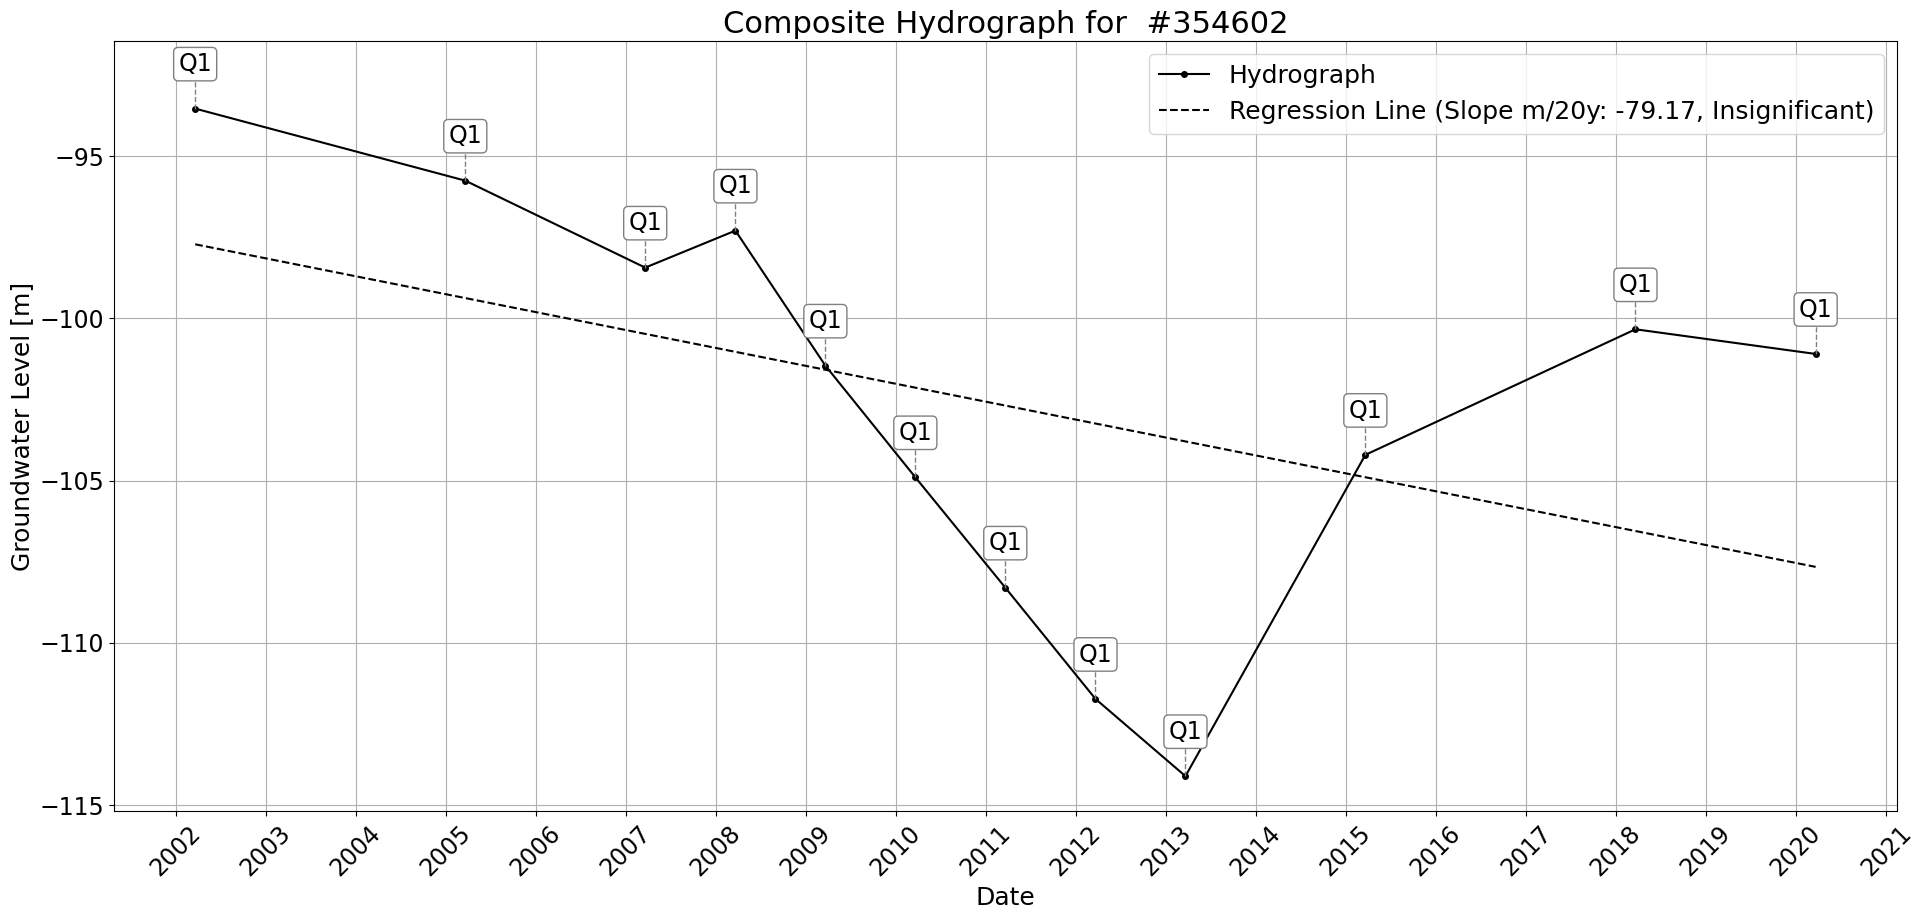 Composite Hydrograph for  #354602
Hydrograph
Regression Line (Slope m/20y: -79.17, Insignificant)
Q1
Q1
Q1
Q1
Q1
Q1
Q1
Q1
Q1
Q1
Q1
Q1
Groundwater Level [m]
−95
−100
−105
−110
−115
2002
2003
2004
2005
2006
2007
2008
2009
2010
2011
2012
2013
2014
2015
2016
2017
2018
2019
2020
2021
Date